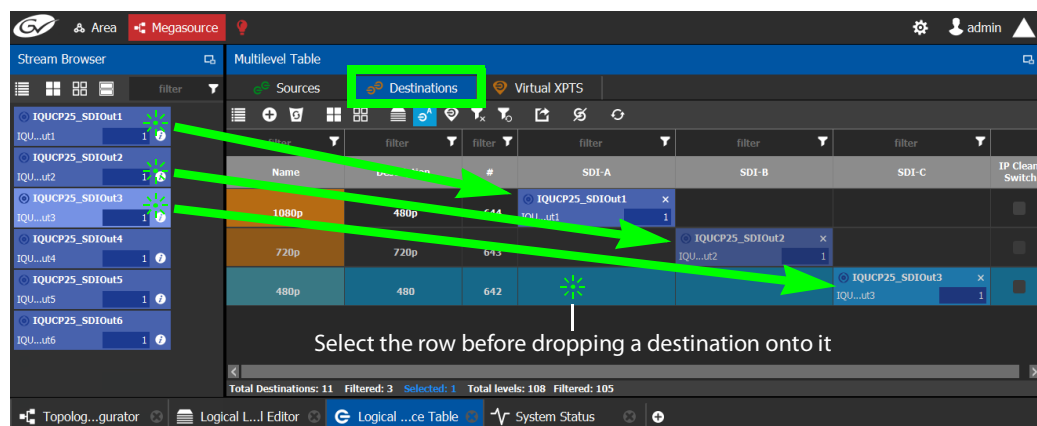 GV Area Megasource admin
Stream Browser Multilevel Table
Sources Destinations Virtual XPTS
filter
filter filter filter filter filter filter
Name Destination # SDI-A SDI-B SDI-C IP Clean Switch
IQUCP25_SDIOut1
IQU...ut1 1
IQUCP25_SDIOut2
IQU...ut2 1
IQUCP25_SDIOut3
IQU...ut3 1
IQUCP25_SDIOut4
IQU...ut4 1
IQUCP25_SDIOut5
IQU...ut5 1
IQUCP25_SDIOut6
IQU...ut6 1
1080p 480p 644 IQUCP25_SDIOut1 ×
IQU...ut1 1
720p 720p 643 IQUCP25_SDIOut2 ×
IQU...ut2 1
480p 480 642 IQUCP25_SDIOut3 ×
IQU...ut3 1
Select the row before dropping a destination onto it
Total Destinations: 11 Filtered: 3 Selected: 1 Total levels: 108 Filtered: 105
Topolog...gurator Logical L...l Editor Logical ...ce Table System Status